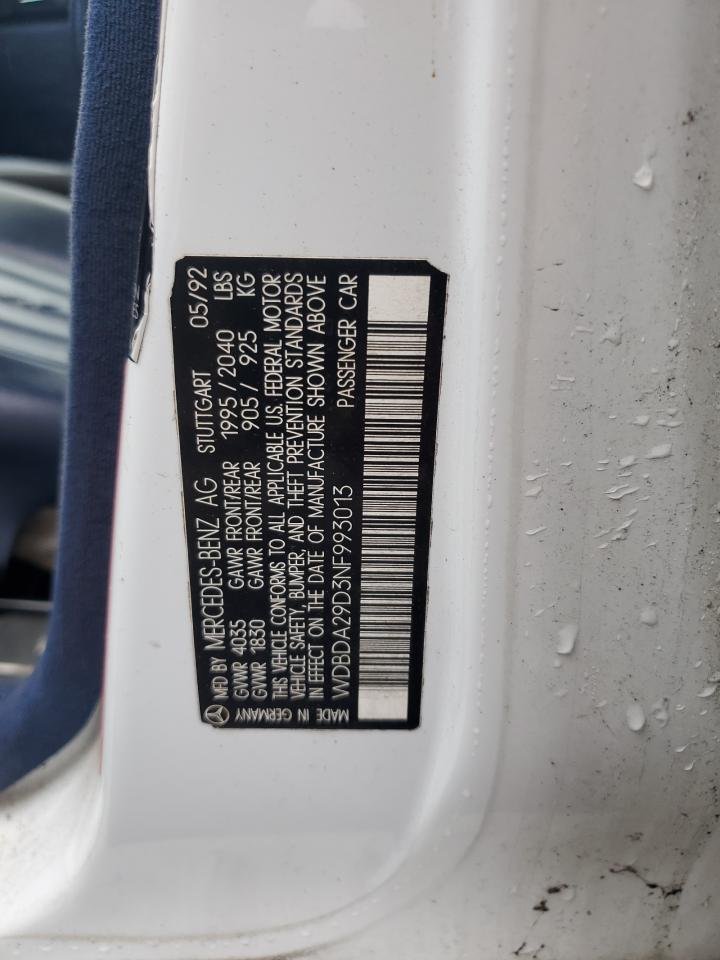 MFD BY MERCEDES-BENZ AG STUTTGART 05/92
GVWR 4035 GAWR FRONT/REAR 1995/2040 LBS
GVWR 1830 GAWR FRONT/REAR 905/ 925 KG
THIS VEHICLE CONFORMS TO ALL APPLICABLE U.S. FEDERAL MOTOR
VEHICLE SAFETY, BUMPER, AND THEFT PREVENTION STANDARDS
IN EFFECT ON THE DATE OF MANUFACTURE SHOWN ABOVE
WDBDA29D3NF993013 PASSENGER CAR
MADE IN GERMANY